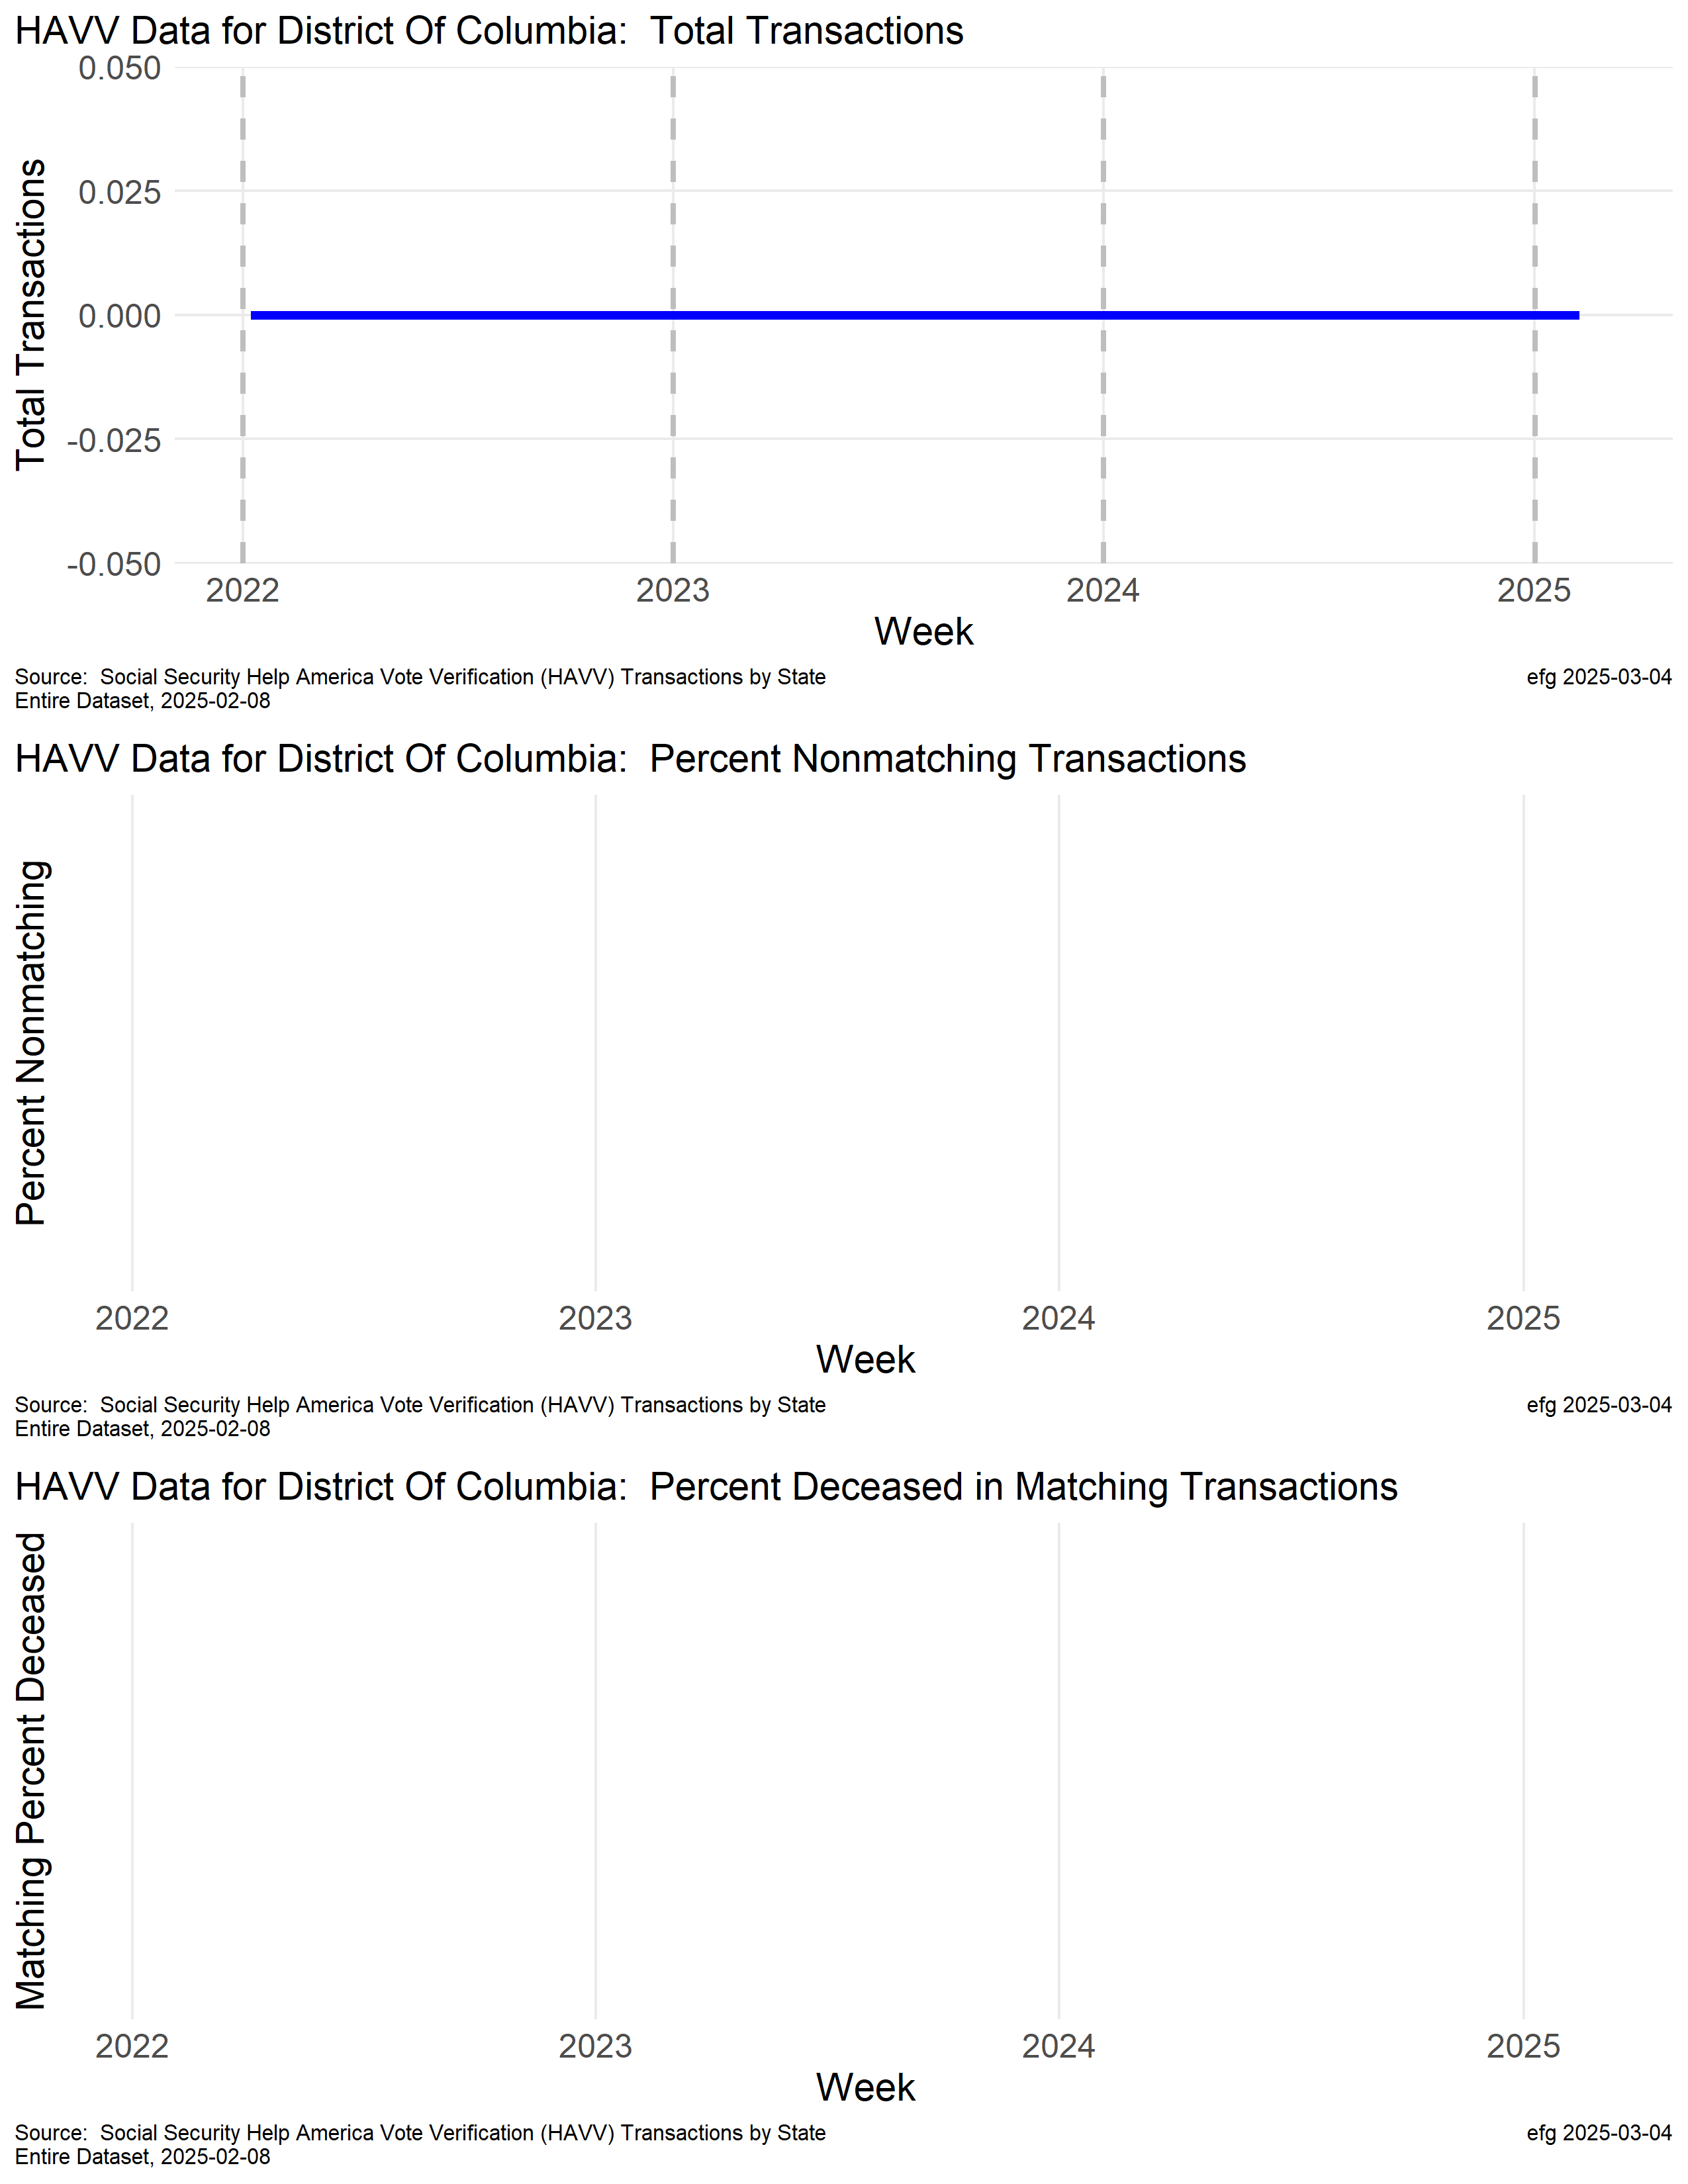 HAVV Data for District Of Columbia:  Total Transactions
Total Transactions
0.050
0.025
0.000
-0.025
-0.050
2022 2023 2024 2025
Week
Source:  Social Security Help America Vote Verification (HAVV) Transactions by State efg 2025-03-04
Entire Dataset, 2025-02-08
HAVV Data for District Of Columbia:  Percent Nonmatching Transactions
Percent Nonmatching
2022 2023 2024 2025
Week
Source:  Social Security Help America Vote Verification (HAVV) Transactions by State efg 2025-03-04
Entire Dataset, 2025-02-08
HAVV Data for District Of Columbia:  Percent Deceased in Matching Transactions
Matching Percent Deceased
2022 2023 2024 2025
Week
Source:  Social Security Help America Vote Verification (HAVV) Transactions by State efg 2025-03-04
Entire Dataset, 2025-02-08